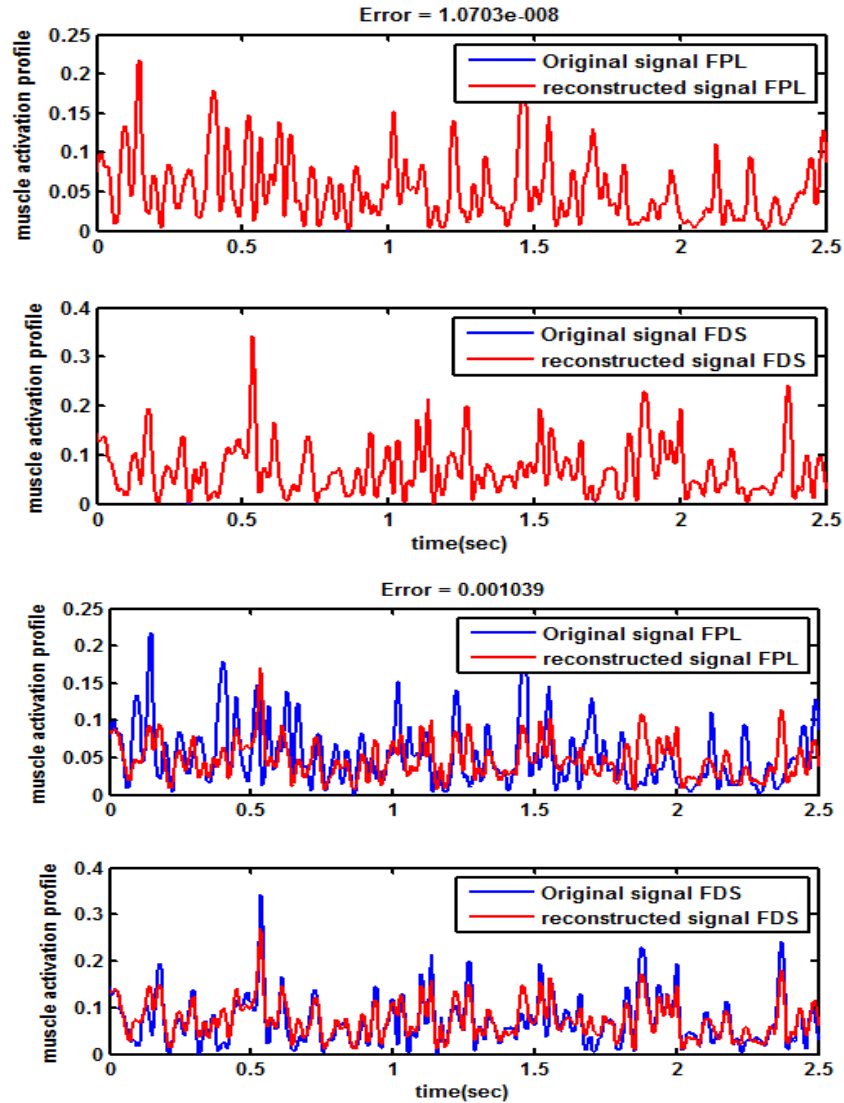 Error = 1.0703e-008
muscle activation profile
0.25
0.2
0.15
0.1
0.05
0
Original signal FPL
reconstructed signal FPL
0 0.5 1 1.5 2 2.5
muscle activation profile
0.4
0.3
0.2
0.1
0
Original signal FDS
reconstructed signal FDS
0 0.5 1 1.5 2 2.5
time(sec)
Error = 0.001039
muscle activation profile
0.25
0.2
0.15
0.1
0.05
0
Original signal FPL
reconstructed signal FPL
0 0.5 1 1.5 2 2.5
muscle activation profile
0.4
0.3
0.2
0.1
0
Original signal FDS
reconstructed signal FDS
0 0.5 1 1.5 2 2.5
time(sec)